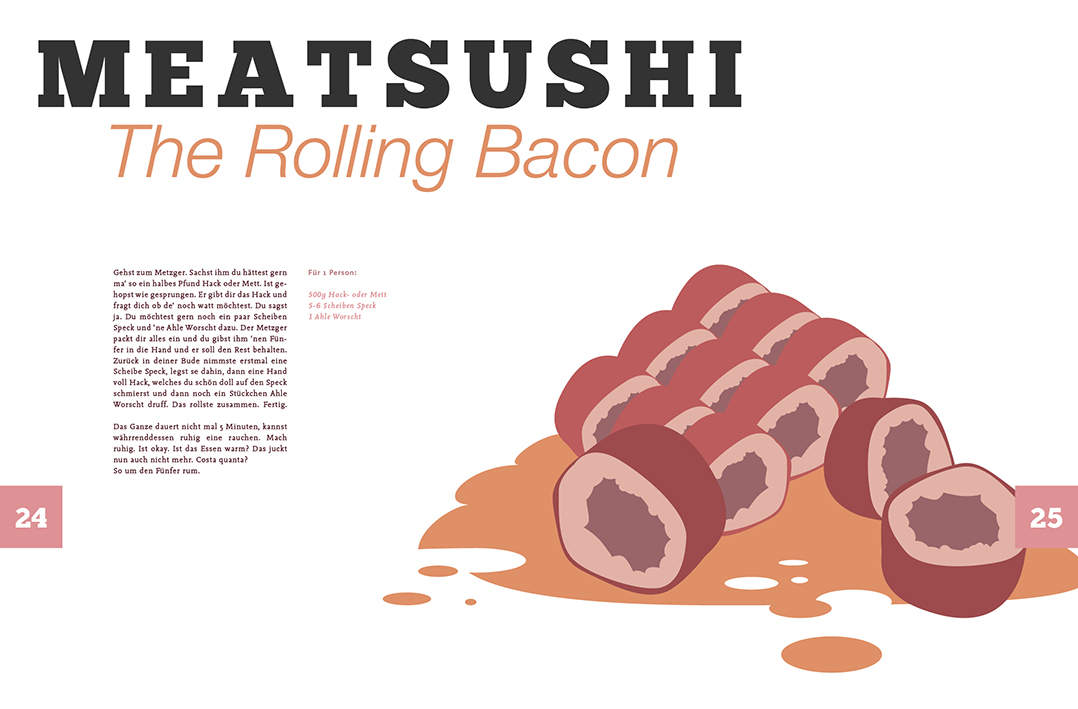 MEATSUSHI
The Rolling Bacon
Gehst zum Metzger. Sachst ihm du hättest gern
ma' so ein halbes Pfund Hack oder Mett. Ist ge-
hopst wie gesprungen. Er gibt dir das Hack und
fragt dich ob de' noch watt möchtest. Du sagst
ja. Du möchtest gern noch ein paar Scheiben
Speck und 'ne Ahle Worscht dazu. Der Metzger
packt dir alles ein und du gibst ihm 'nen Fün-
fer in die Hand und er soll den Rest behalten.
Zurück in deiner Bude nimmste erstmal eine
Scheibe Speck, legst se dahin, dann eine Hand
voll Hack, welches du schön doll auf den Speck
schmierst und dann noch ein Stückchen Ahle
Worscht druff. Das rollste zusammen. Fertig.
Das Ganze dauert nicht mal 5 Minuten, kannst
währrenddessen ruhig eine rauchen. Mach
ruhig. Ist okay. Ist das Essen warm? Das juckt
nun auch nicht mehr. Costa quanta?
So um den Fünfer rum.
Für 1 Person:
500g Hack- oder Mett
5-6 Scheiben Speck
1 Ahle Worscht
24
25